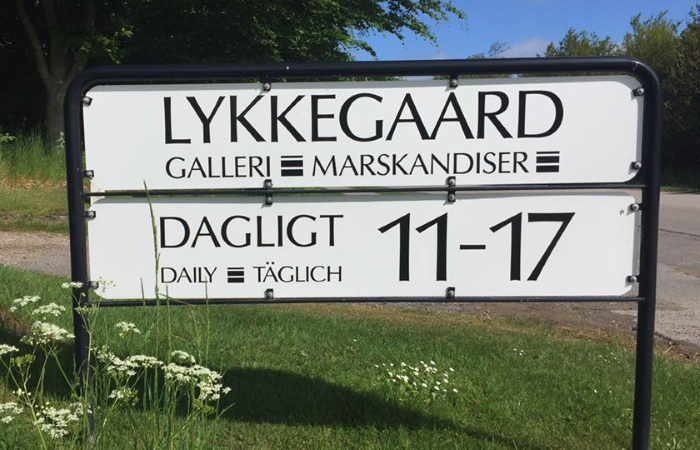 LYKKEGAARD
GALLERI MARSKANDISER
DAGLIGT 11–17
DAILY TÄGLICH